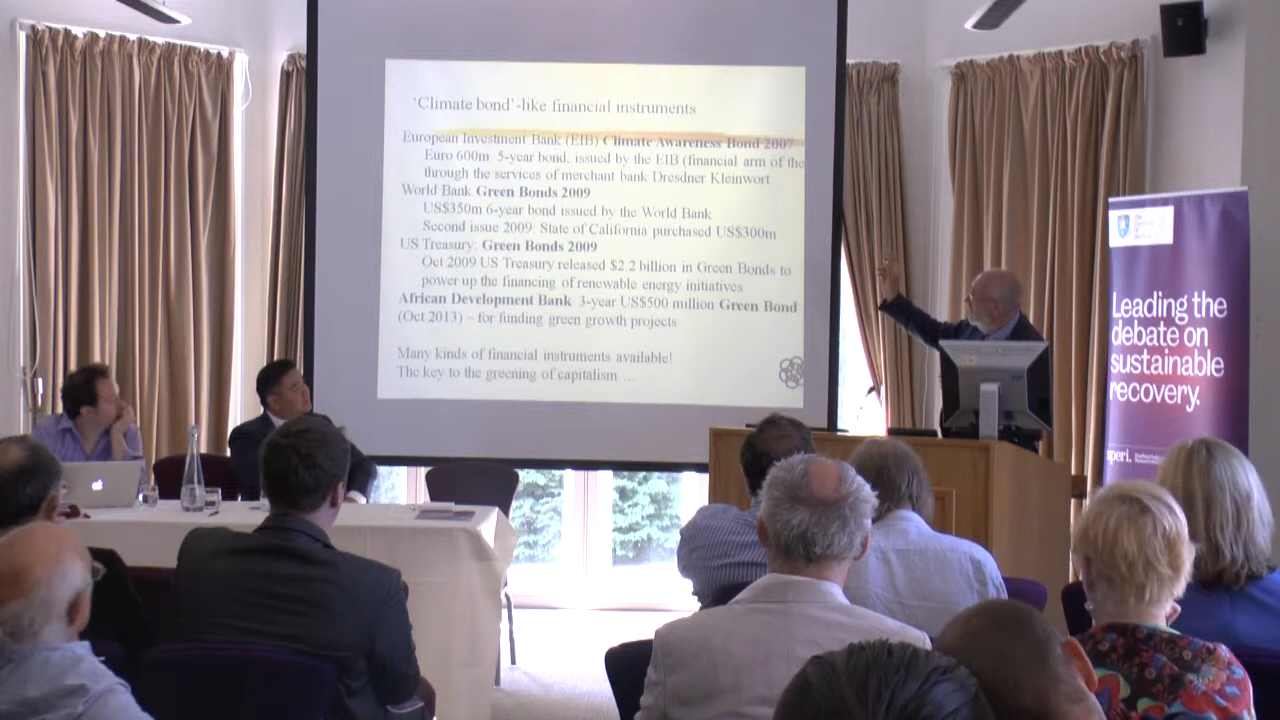 'Climate bond'-like financial instruments
European Investment Bank (EIB) Climate Awareness Bond 2007
Euro 600m 5-year bond, issued by the EIB (financial arm of the
through the services of merchant bank Dresdner Kleinwort
World Bank Green Bonds 2009
US$350m 6-year bond issued by the World Bank
Second issue 2009: State of California purchased US$300m
US Treasury: Green Bonds 2009
Oct 2009 US Treasury released $2.2 billion in Green Bonds to
power up the financing of renewable energy initiatives
African Development Bank 3-year US$500 million Green Bond
(Oct 2013) – for funding green growth projects
Many kinds of financial instruments available!
The key to the greening of capitalism ...
Leading the
debate on
sustainable
recovery.
speri.